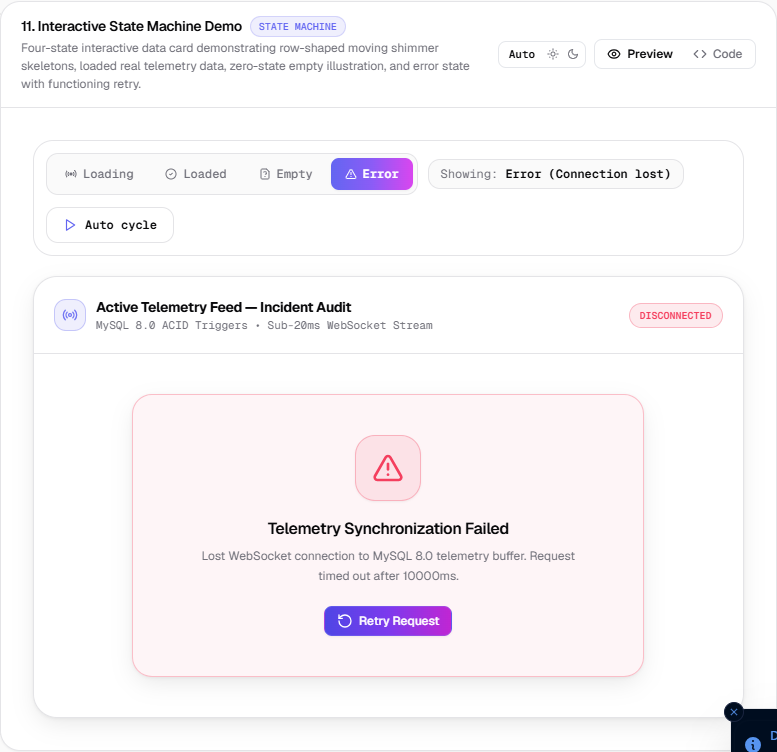 11. Interactive State Machine Demo STATE MACHINE
Four-state interactive data card demonstrating row-shaped moving shimmer
skeletons, loaded real telemetry data, zero-state empty illustration, and error state
with functioning retry.
Auto
Preview
Code
Loading
Loaded
Empty
Error
Showing: Error (Connection lost)
Auto cycle
Active Telemetry Feed — Incident Audit
MySQL 8.0 ACID Triggers • Sub-20ms WebSocket Stream
DISCONNECTED
Telemetry Synchronization Failed
Lost WebSocket connection to MySQL 8.0 telemetry buffer. Request
timed out after 10000ms.
Retry Request